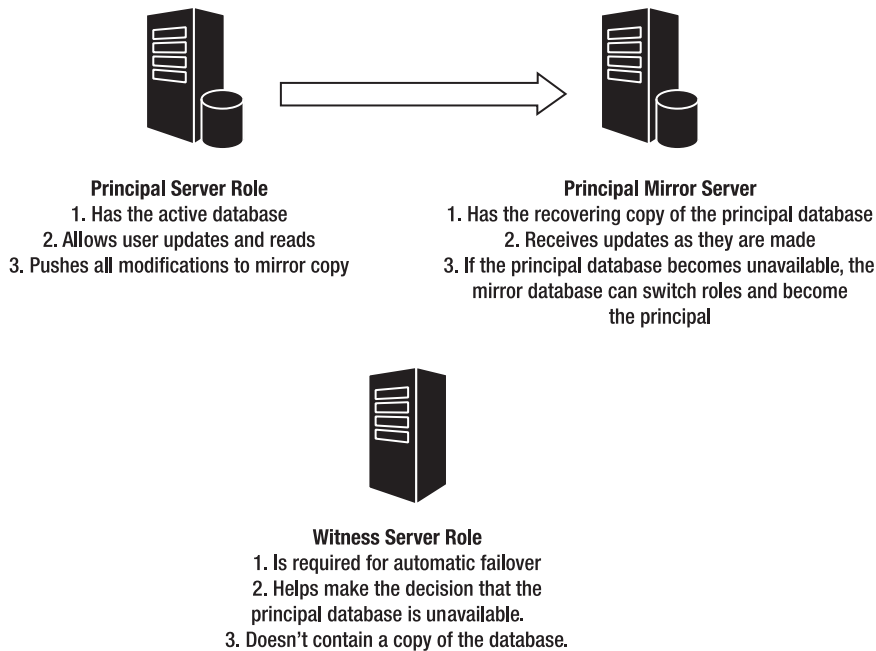 Principal Server Role
1. Has the active database
2. Allows user updates and reads
3. Pushes all modifications to mirror copy
Principal Mirror Server
1. Has the recovering copy of the principal database
2. Receives updates as they are made
3. If the principal database becomes unavailable, the
mirror database can switch roles and become
the principal
Witness Server Role
1. Is required for automatic failover
2. Helps make the decision that the
principal database is unavailable.
3. Doesn't contain a copy of the database.